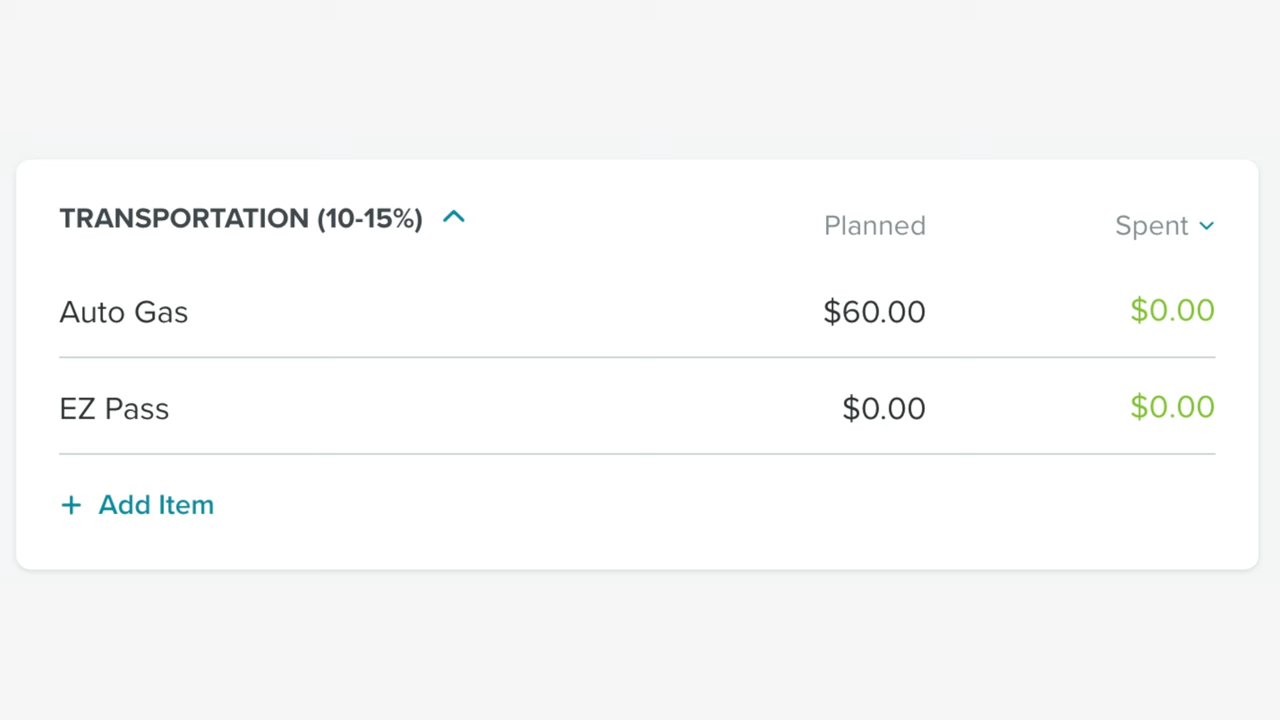 TRANSPORTATION (10-15%) Planned Spent
Auto Gas $60.00 $0.00
EZ Pass $0.00 $0.00
+ Add Item